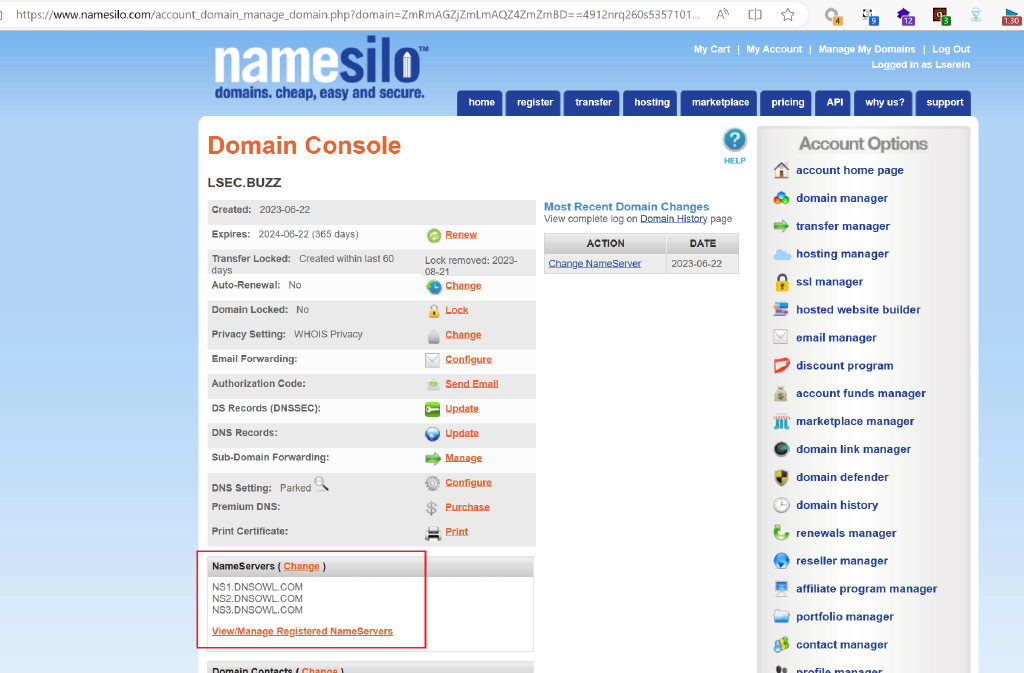 https://www.namesilo.com/account_domain_manage_domain.php?domain=ZmRmAGZjZmLmAQZ4ZmZmBD==4912nrq260s5357101...
4
9
12
3
1.30
namesilo™
domains. cheap, easy and secure.
My Cart | My Account | Manage My Domains | Log Out
Logged in as Lserein
home register transfer hosting marketplace pricing API why us? support
Domain Console
HELP
LSEC.BUZZ
Created: 2023-06-22
Expires: 2024-06-22 (365 days) Renew
Transfer Locked: Created within last 60 days Lock removed: 2023-08-21
Auto-Renewal: No Change
Domain Locked: No Lock
Privacy Setting: WHOIS Privacy Change
Email Forwarding: Configure
Authorization Code: Send Email
DS Records (DNSSEC): Update
DNS Records: Update
Sub-Domain Forwarding: Manage
DNS Setting: Parked Configure
Premium DNS: Purchase
Print Certificate: Print
NameServers ( Change )
NS1.DNSOWL.COM
NS2.DNSOWL.COM
NS3.DNSOWL.COM
View/Manage Registered NameServers
Domain Contacts ( Change )
Most Recent Domain Changes
View complete log on Domain History page
ACTION DATE
Change NameServer 2023-06-22
Account Options
account home page
domain manager
transfer manager
hosting manager
ssl manager
hosted website builder
email manager
discount program
account funds manager
marketplace manager
domain link manager
domain defender
domain history
renewals manager
reseller manager
affiliate program manager
portfolio manager
contact manager
profile manager